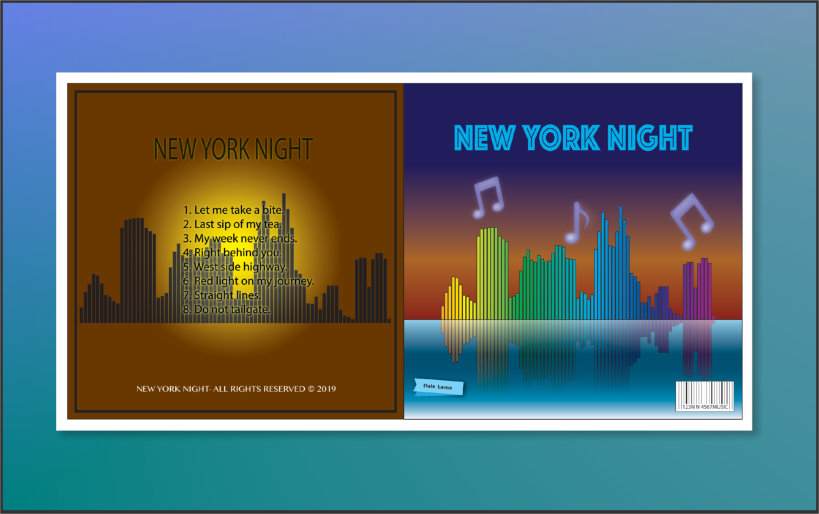 NEW YORK NIGHT
1. Let me take a bite.
2. Last sip of my tea.
3. My week never ends.
4. Right behind you.
5. West side highway.
6. Red light on my journey.
7. Straight lines.
8. Do not tailgate.
NEW YORK NIGHT- ALL RIGHTS RESERVED © 2019
NEW YORK NIGHT
Dale Leme